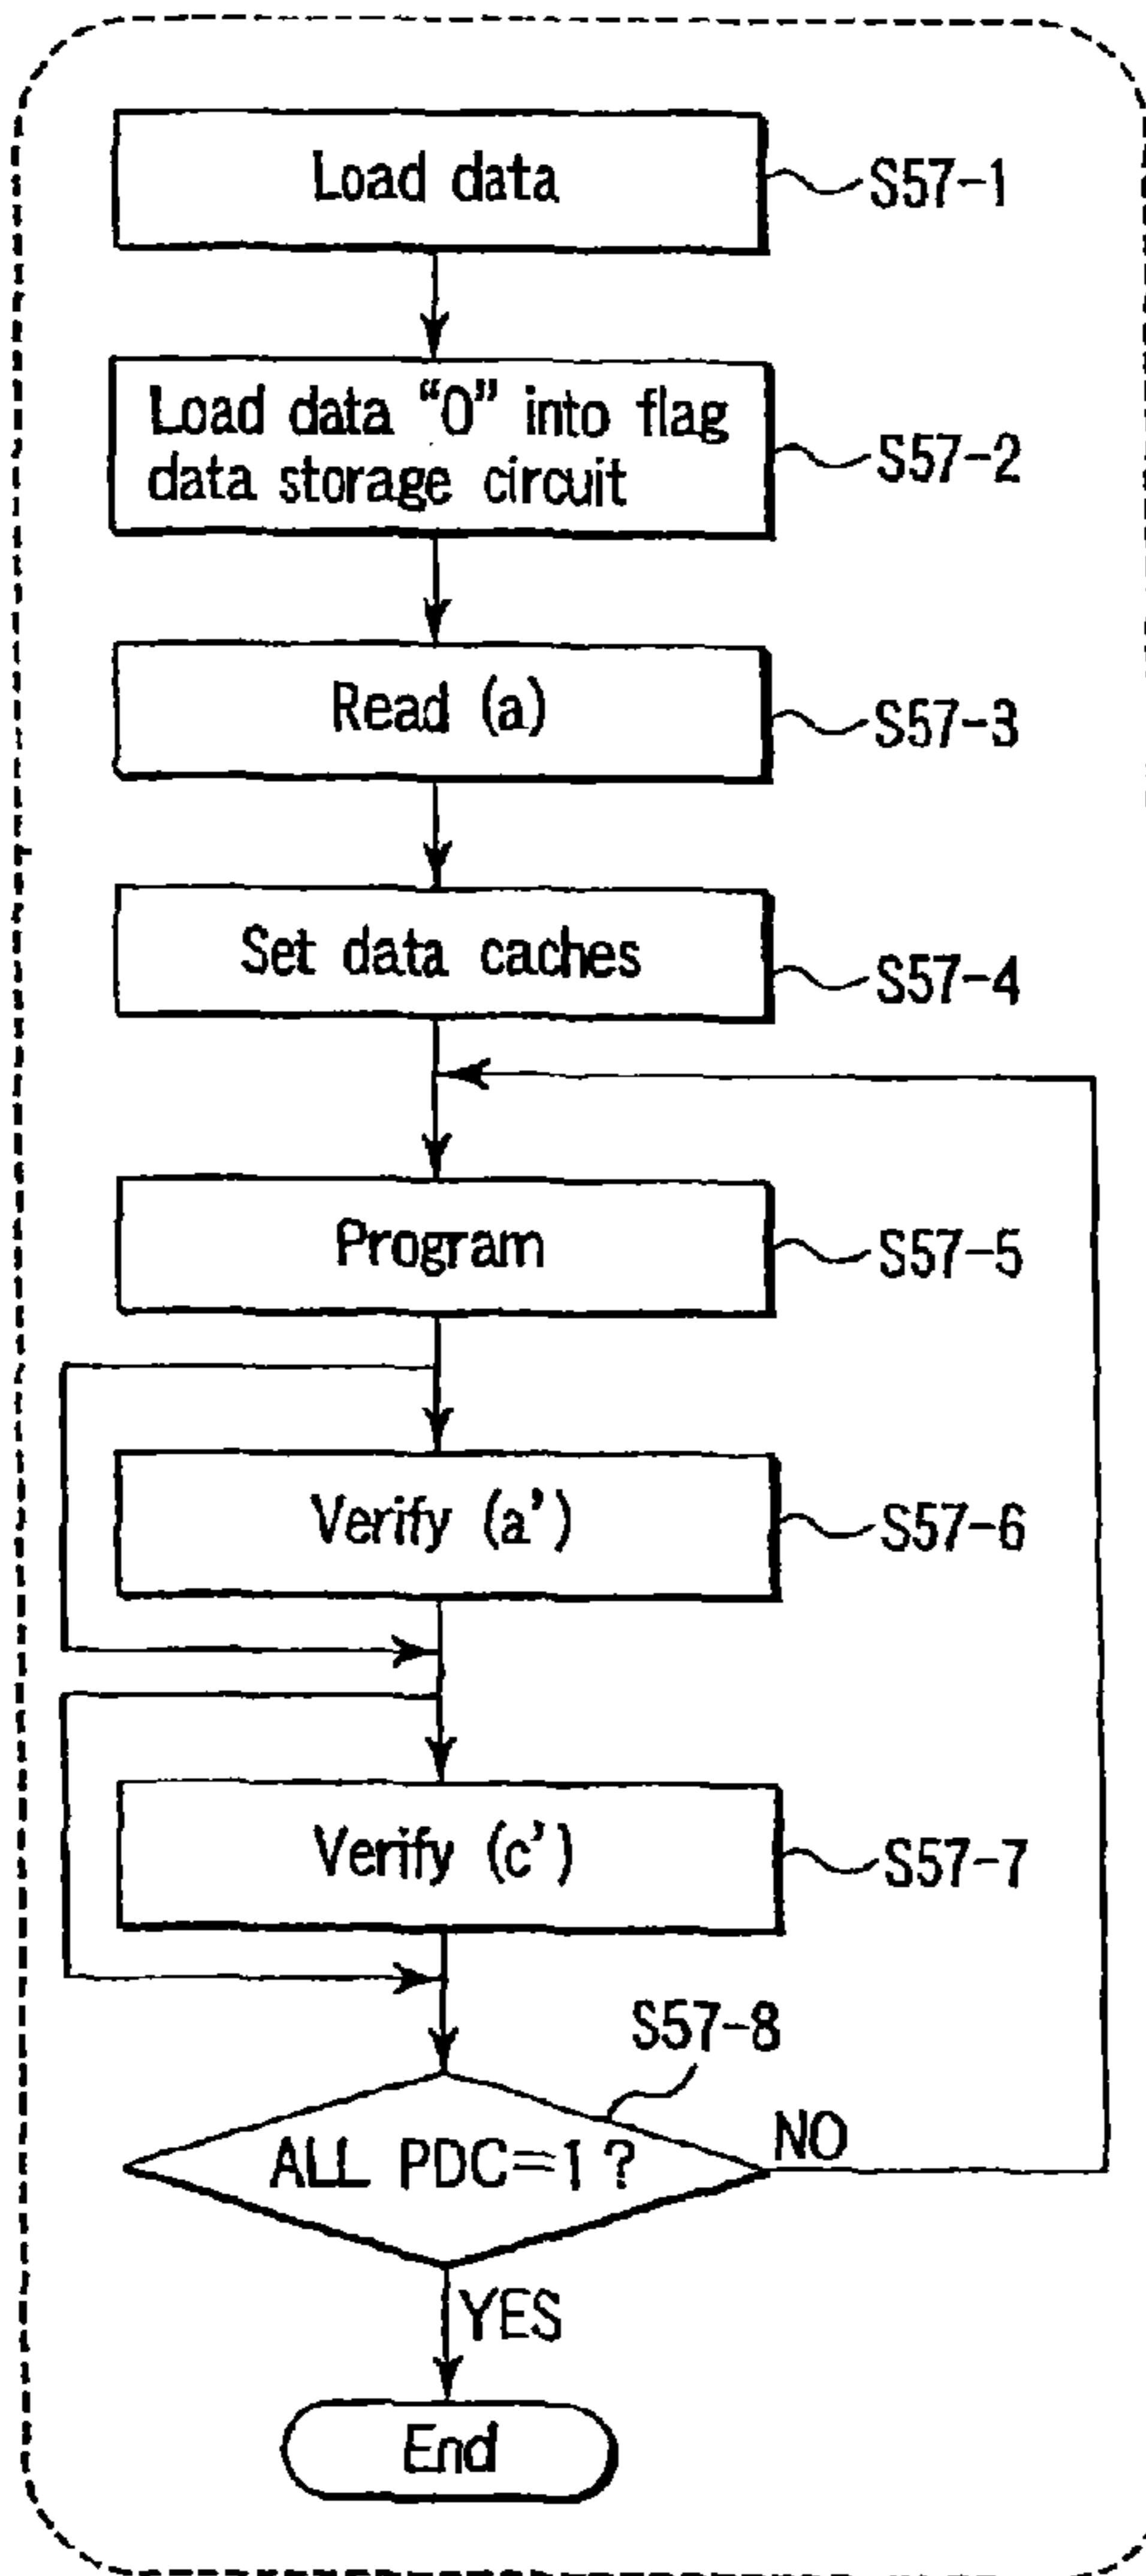 Load data
S57-1
Load data “0” into flag
data storage circuit
S57-2
Read (a)
S57-3
Set data caches
S57-4
Program
S57-5
Verify (a’)
S57-6
Verify (c’)
S57-7
S57-8
ALL PDC=1 ?
NO
YES
End